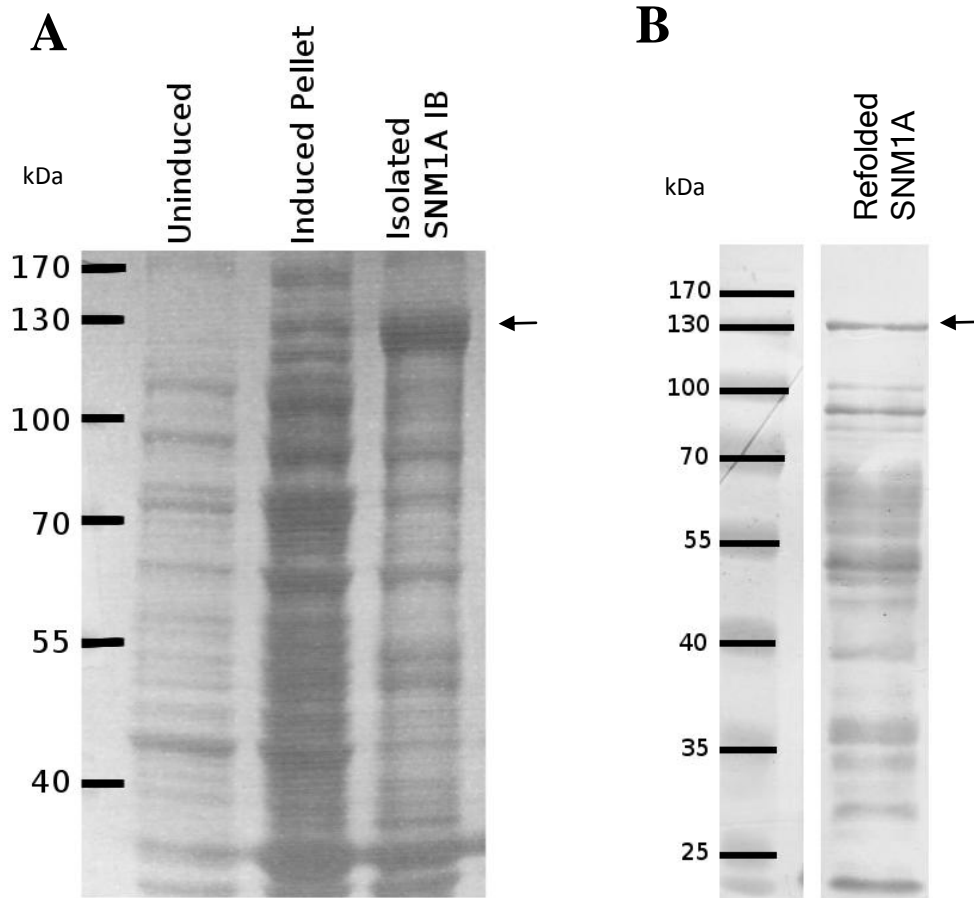 A
Uninduced
Induced Pellet
Isolated
SNM1A IB
kDa
170
130
100
70
55
40
B
Refolded
SNM1A
kDa
170
130
100
70
55
40
35
25